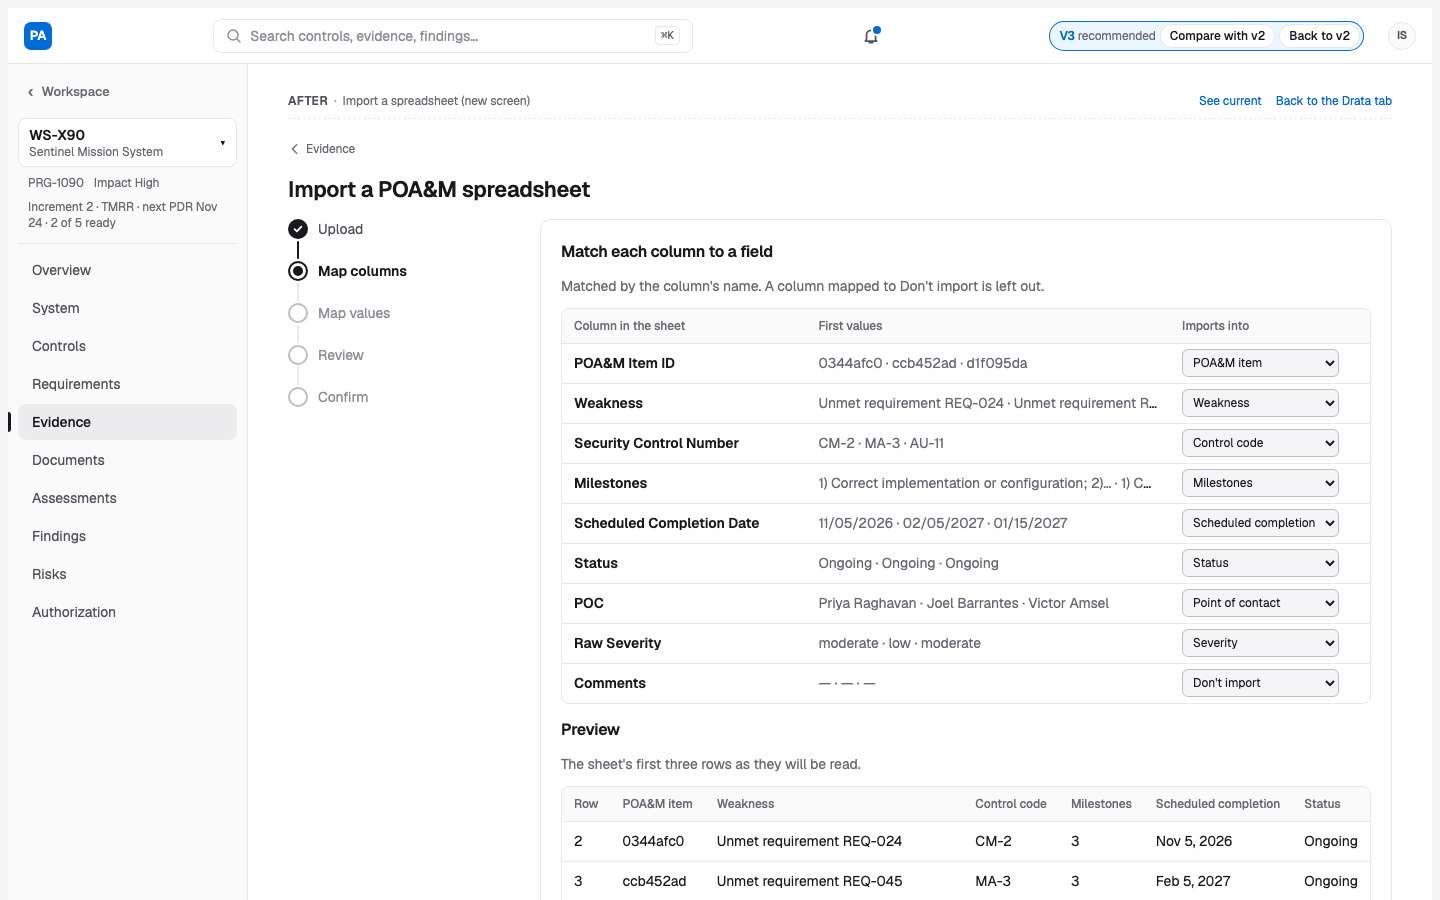 PA
Search controls, evidence, findings...
⌘K
V3 recommended
Compare with v2
Back to v2
IS
‹ Workspace
WS-X90
Sentinel Mission System
PRG-1090 Impact High
Increment 2 · TMRR · next PDR Nov
24 · 2 of 5 ready
Overview
System
Controls
Requirements
Evidence
Documents
Assessments
Findings
Risks
Authorization
AFTER · Import a spreadsheet (new screen)
See current
Back to the Drata tab
Evidence
Import a POA&M spreadsheet
Upload
Map columns
Map values
Review
Confirm
Match each column to a field
Matched by the column's name. A column mapped to Don't import is left out.
Column in the sheet First values Imports into
POA&M Item ID 0344afc0 · ccb452ad · d1f095da POA&M item
Weakness Unmet requirement REQ-024 · Unmet requirement R... Weakness
Security Control Number CM-2 · MA-3 · AU-11 Control code
Milestones 1) Correct implementation or configuration; 2)... · 1) C... Milestones
Scheduled Completion Date 11/05/2026 · 02/05/2027 · 01/15/2027 Scheduled completion
Status Ongoing · Ongoing · Ongoing Status
POC Priya Raghavan · Joel Barrantes · Victor Amsel Point of contact
Raw Severity moderate · low · moderate Severity
Comments — · — · — Don't import
Preview
The sheet's first three rows as they will be read.
Row POA&M item Weakness Control code Milestones Scheduled completion Status
2 0344afc0 Unmet requirement REQ-024 CM-2 3 Nov 5, 2026 Ongoing
3 ccb452ad Unmet requirement REQ-045 MA-3 3 Feb 5, 2027 Ongoing